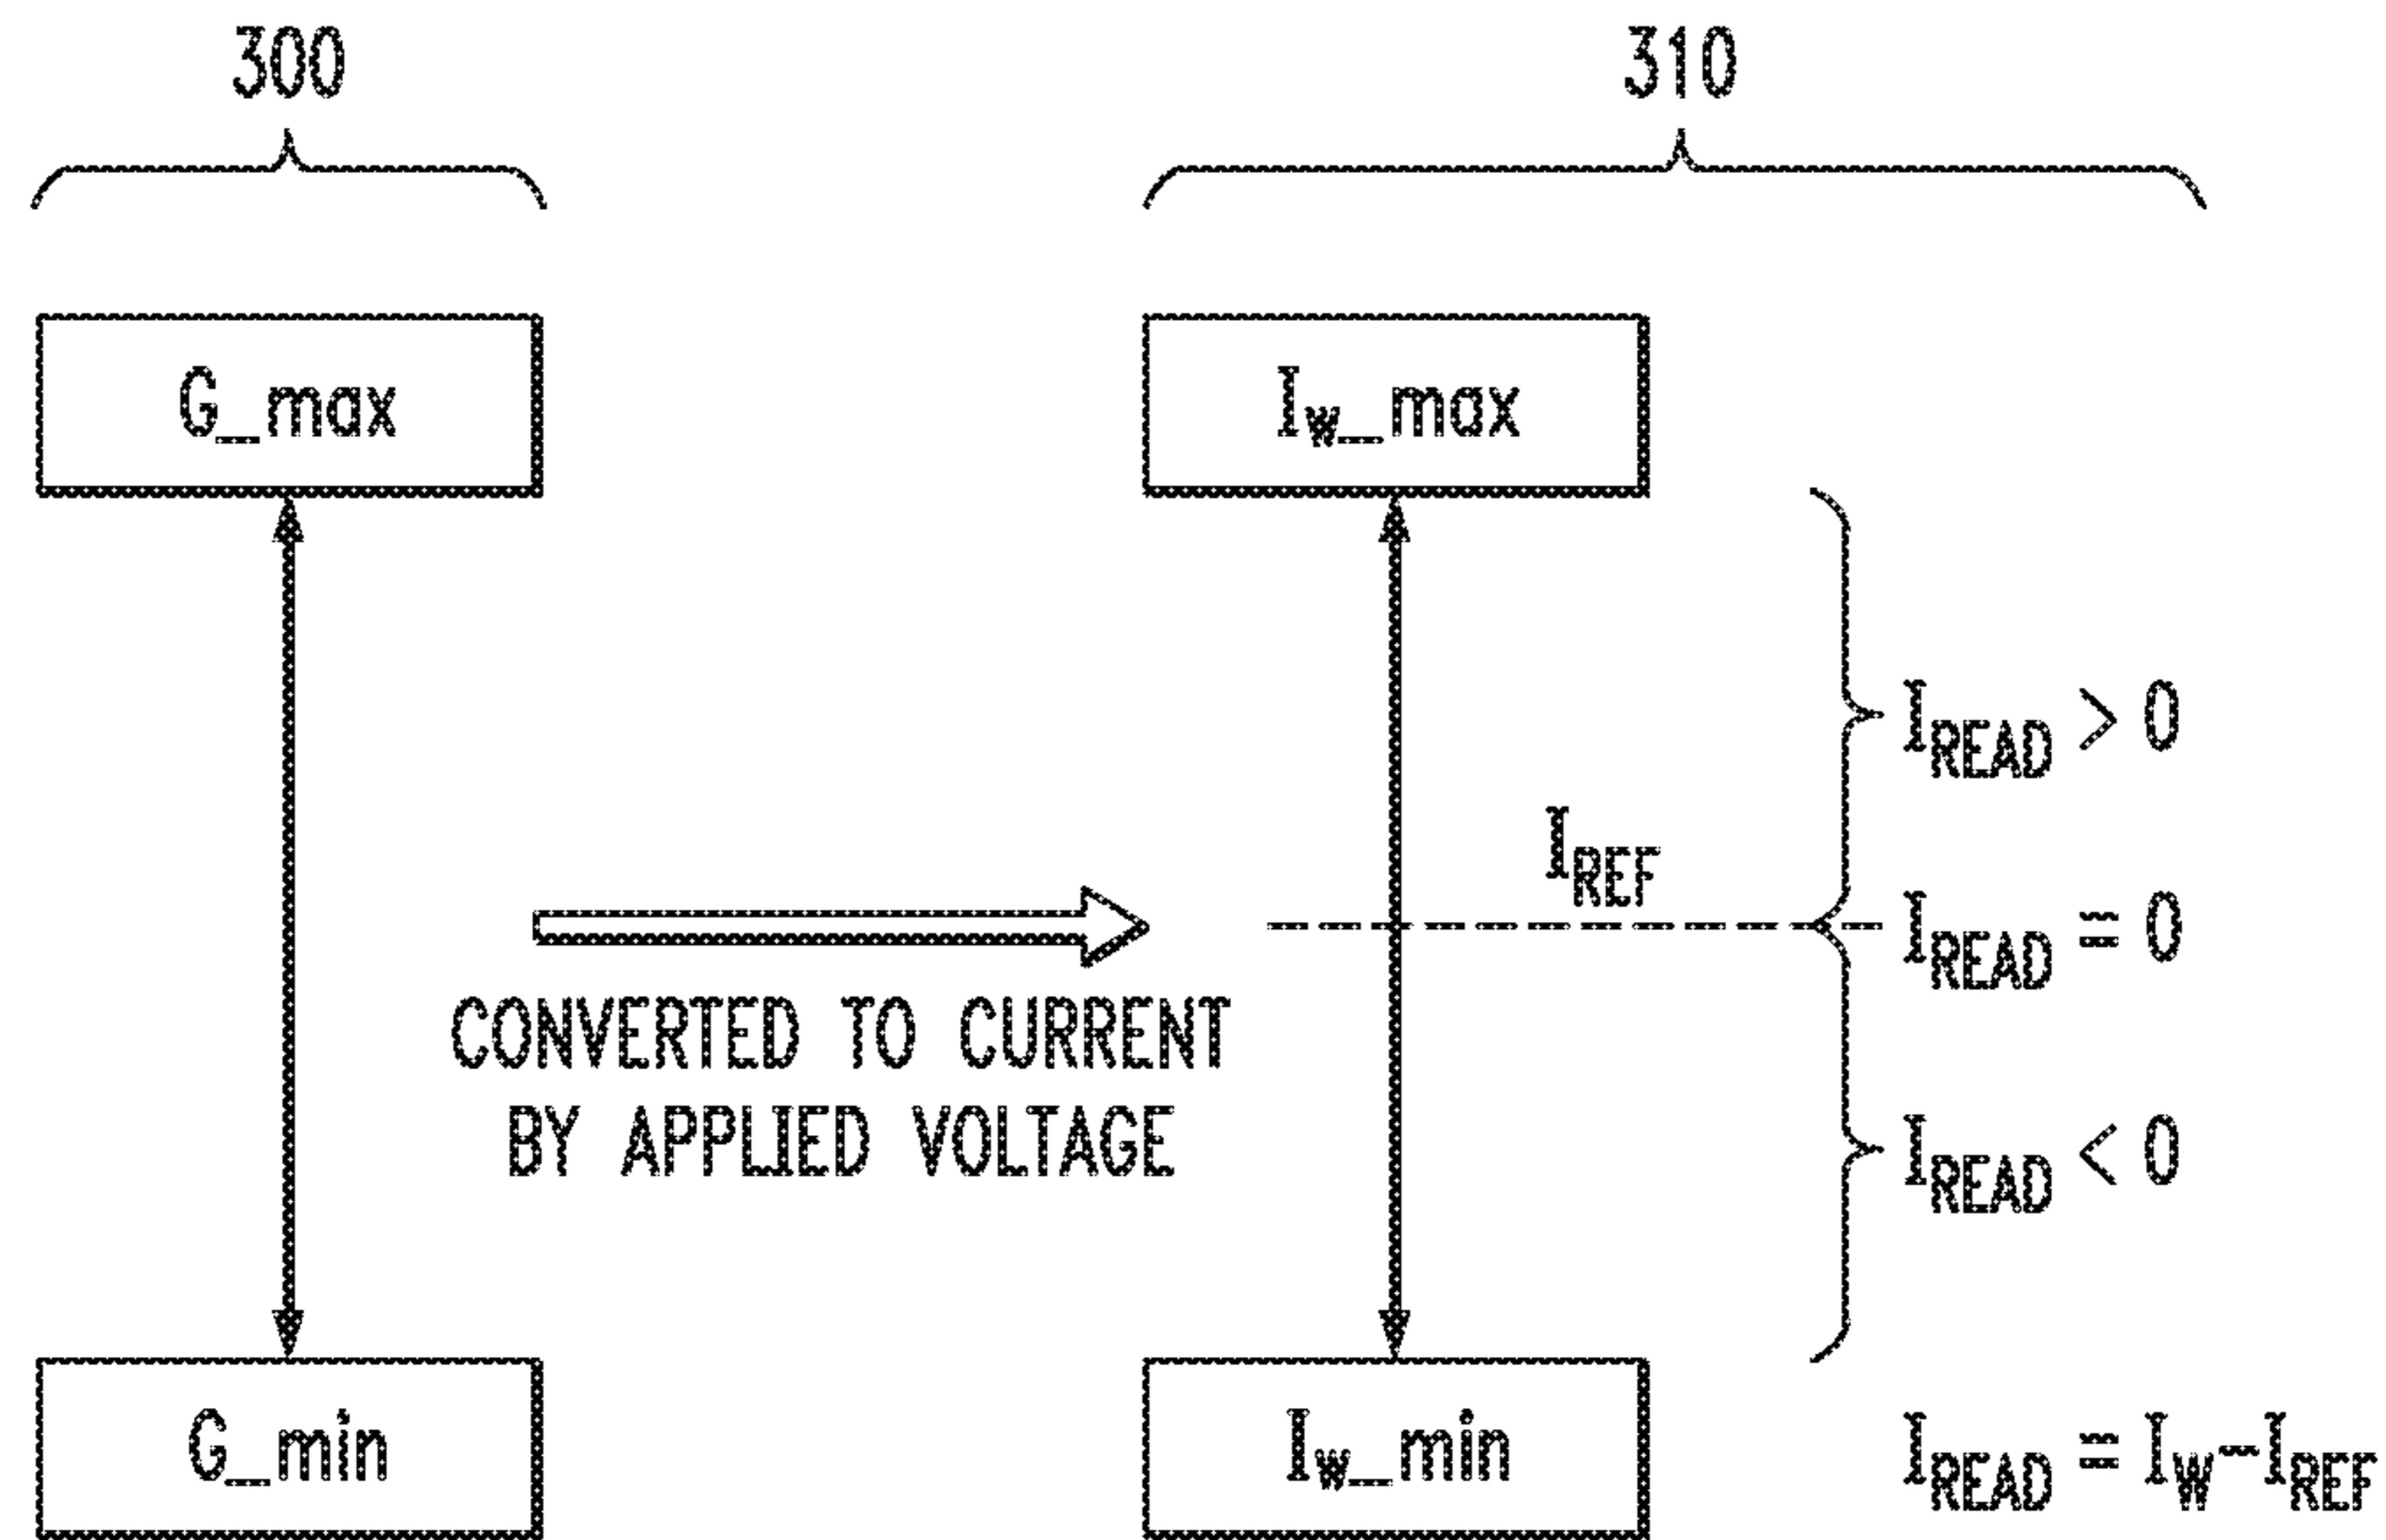 300
310
G_max
Iw_max
IREAD > 0
IREF
IREAD = 0
CONVERTED TO CURRENT
BY APPLIED VOLTAGE
IREAD < 0
G_min
Iw_min
IREAD = IW-IREF